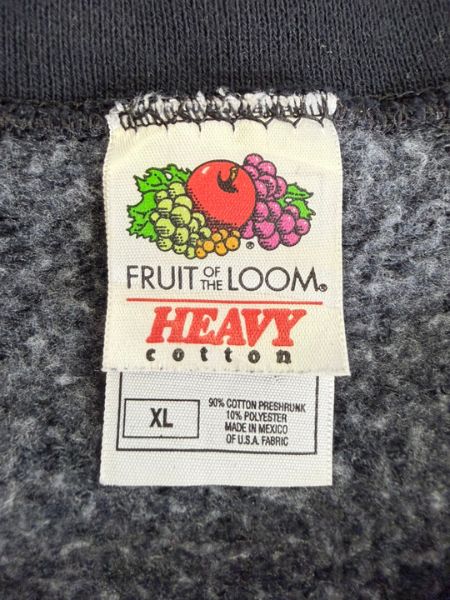 FRUIT OF THE LOOM®
HEAVY
cotton
XL
90% COTTON PRESHRUNK
10% POLYESTER
MADE IN MEXICO
OF U.S.A. FABRIC